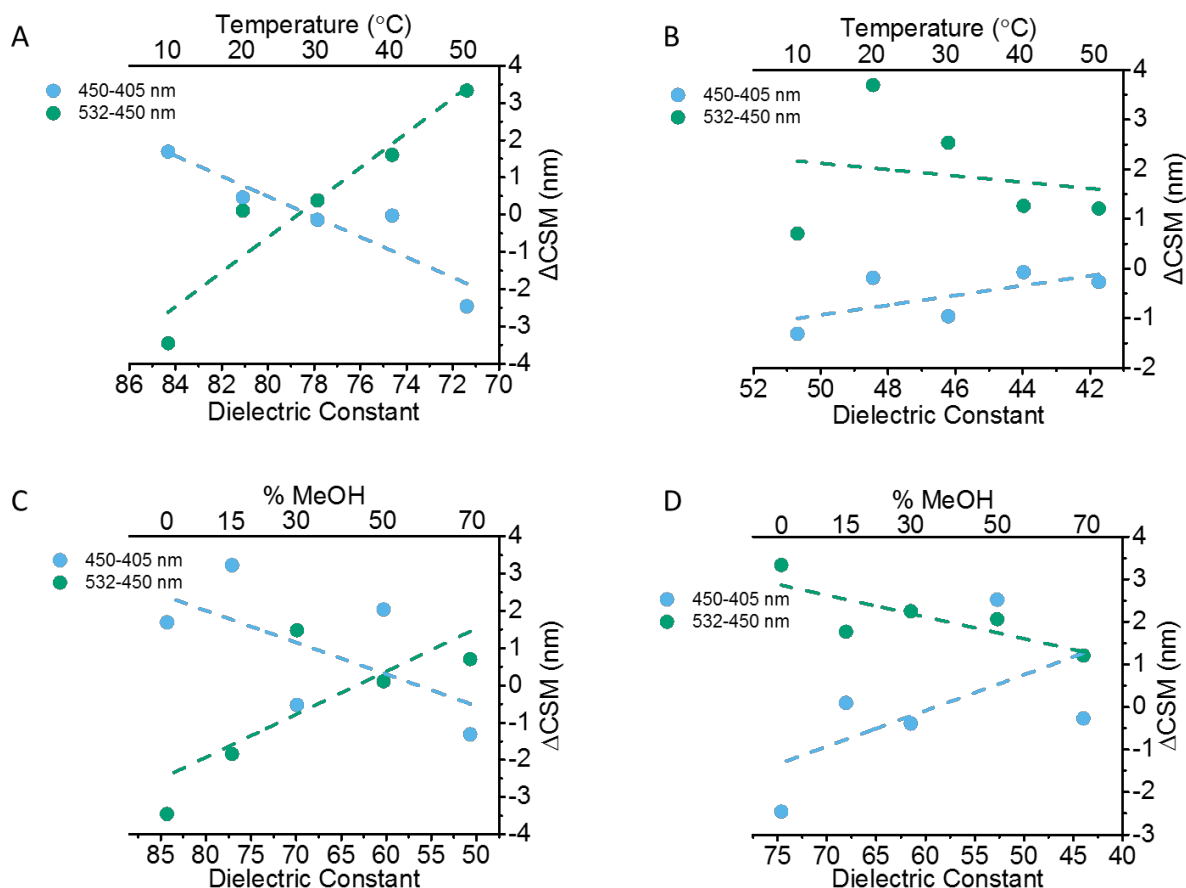 A
Temperature (°C)
10 20 30 40 50
450-405 nm
532-450 nm
4
3
2
1
0
-1
-2
-3
-4
ΔCSM (nm)
86 84 82 80 78 76 74 72 70
Dielectric Constant
B
Temperature (°C)
10 20 30 40 50
450-405 nm
532-450 nm
4
3
2
1
0
-1
-2
ΔCSM (nm)
52 50 48 46 44 42
Dielectric Constant
C
% MeOH
0 15 30 50 70
450-405 nm
532-450 nm
4
3
2
1
0
-1
-2
-3
-4
ΔCSM (nm)
85 80 75 70 65 60 55 50
Dielectric Constant
D
% MeOH
0 15 30 50 70
450-405 nm
532-450 nm
4
3
2
1
0
-1
-2
-3
ΔCSM (nm)
75 70 65 60 55 50 45 40
Dielectric Constant